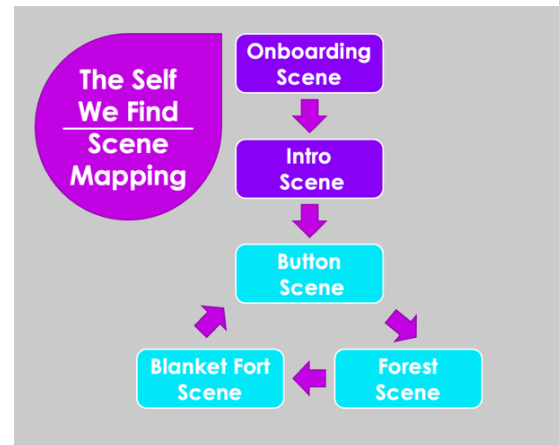 The Self
We Find
Scene
Mapping
Onboarding
Scene
Intro
Scene
Button
Scene
Blanket Fort
Scene
Forest
Scene